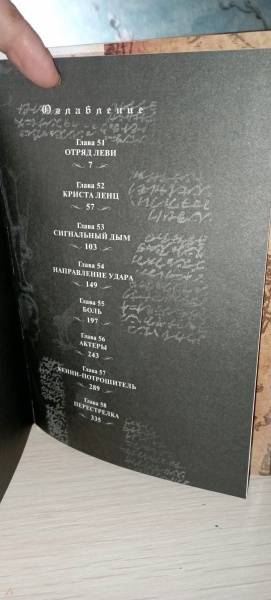 Оглавление
Глава 51
ОТРЯД ЛЕВИ
7
Глава 52
КРИСТА ЛЕНЦ
57
Глава 53
СИГНАЛЬНЫЙ ДЫМ
103
Глава 54
НАПРАВЛЕНИЕ УДАРА
149
Глава 55
БОЛЬ
197
Глава 56
АКТЕРЫ
243
Глава 57
КЕННИ-ПОТРОШИТЕЛЬ
289
Глава 58
ПЕРЕСТРЕЛКА
335